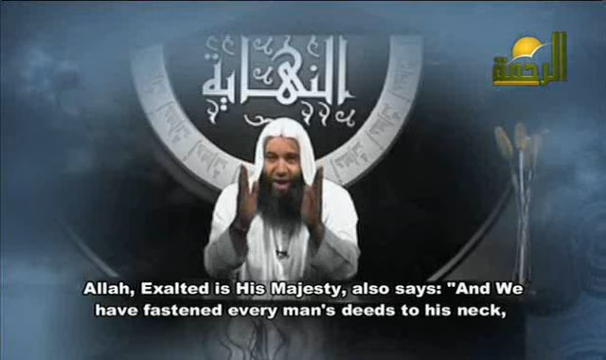 النهاية
الرحمة
Allah, Exalted is His Majesty, also says: "And We
have fastened every man's deeds to his neck,